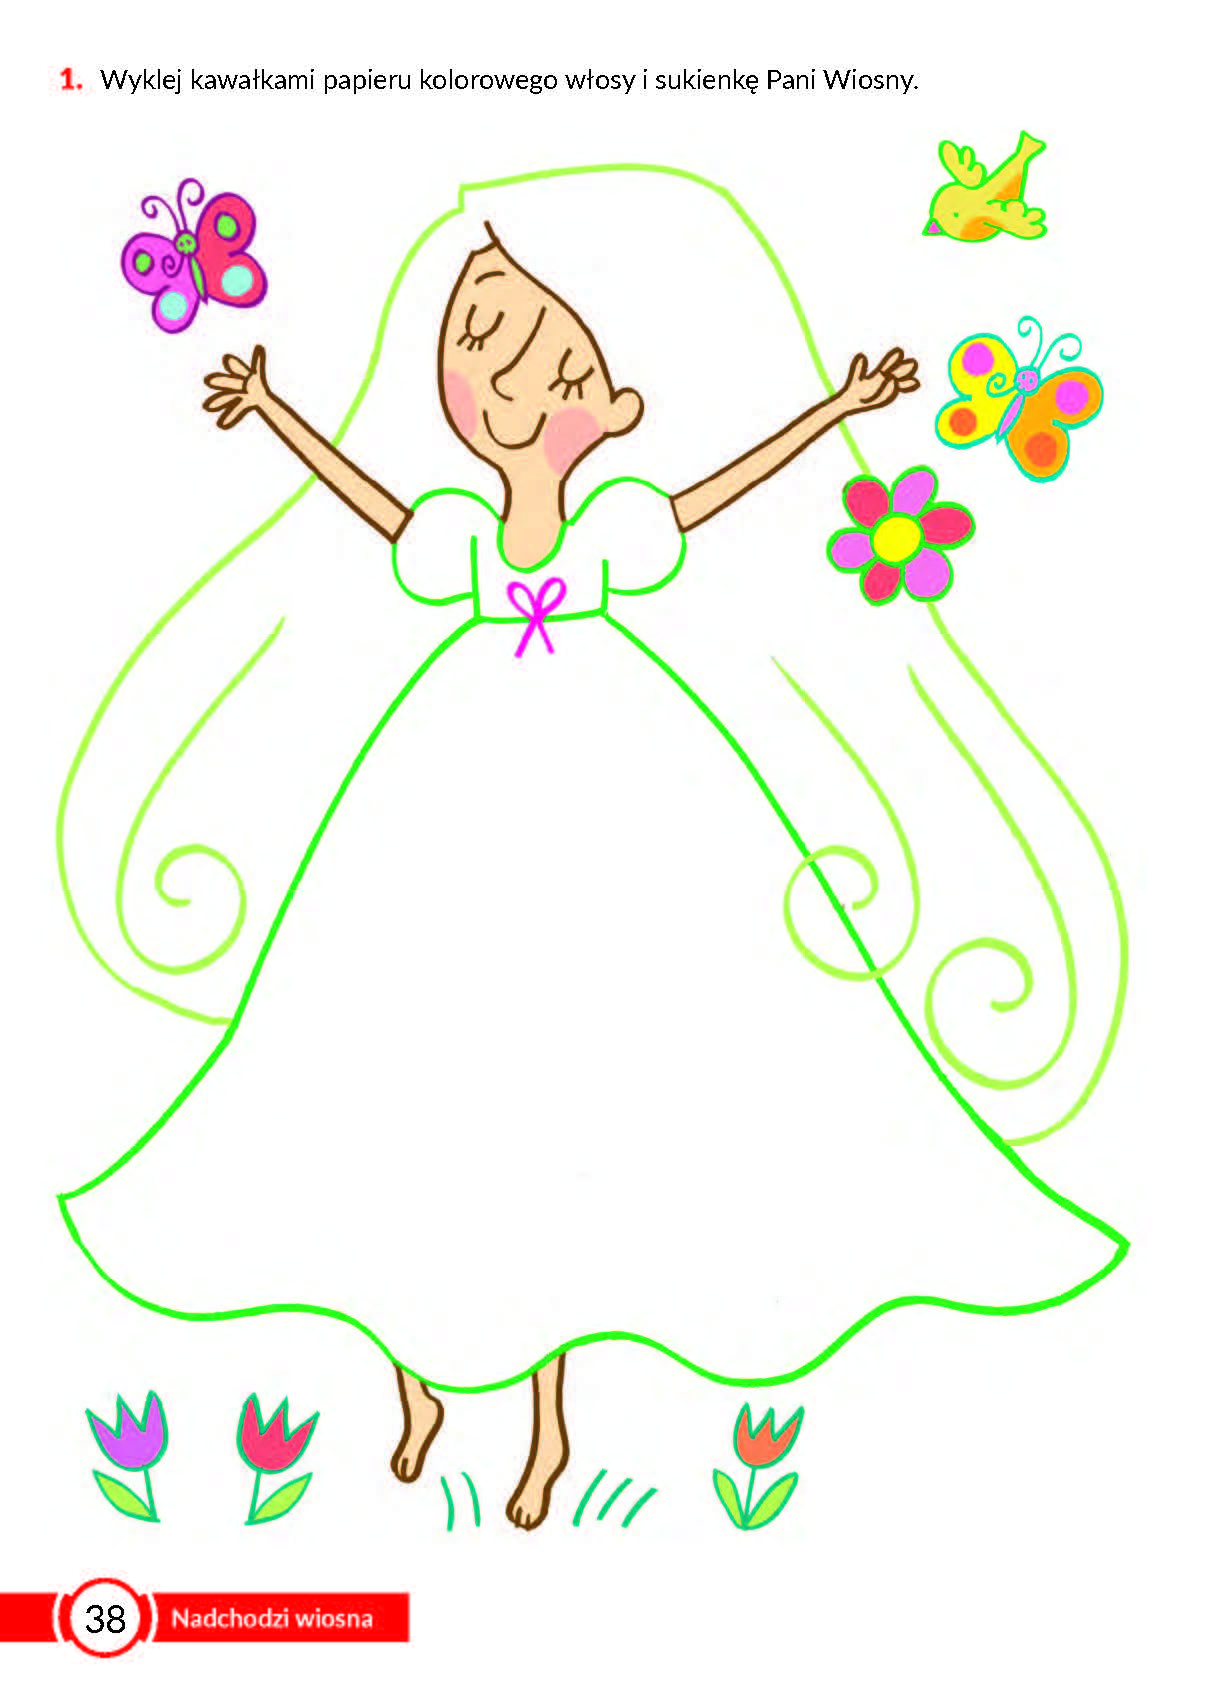 1. Wyklej kawałkami papieru kolorowego włosy i sukienkę Pani Wiosny.
38 Nadchodzi wiosna